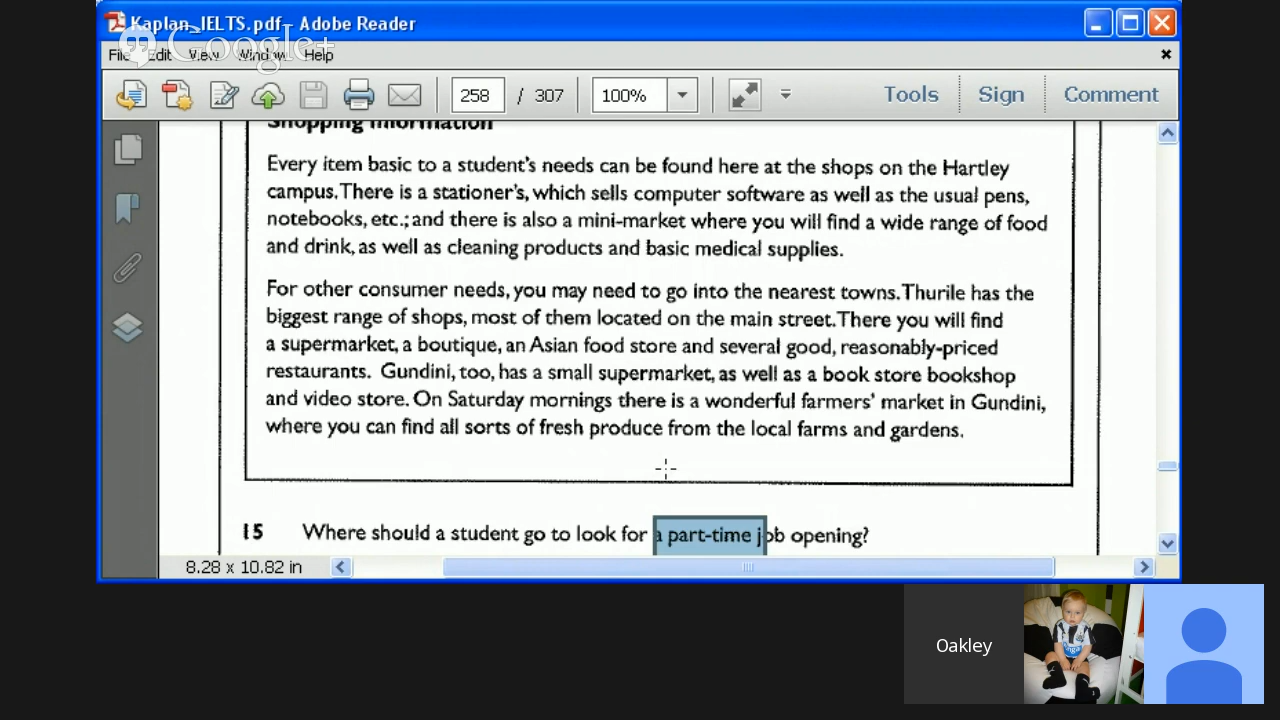 Kaplan_IELTS.pdf - Adobe Reader
Google+
File Edit View Window Help
258 / 307 100% Tools Sign Comment
Shopping Information
Every item basic to a student's needs can be found here at the shops on the Hartley
campus. There is a stationer's, which sells computer software as well as the usual pens,
notebooks, etc.; and there is also a mini-market where you will find a wide range of food
and drink, as well as cleaning products and basic medical supplies.
For other consumer needs, you may need to go into the nearest towns. Thurile has the
biggest range of shops, most of them located on the main street. There you will find
a supermarket, a boutique, an Asian food store and several good, reasonably-priced
restaurants. Gundini, too, has a small supermarket, as well as a book store bookshop
and video store. On Saturday mornings there is a wonderful farmers' market in Gundini,
where you can find all sorts of fresh produce from the local farms and gardens.
15 Where should a student go to look for a part-time job opening?
8.28 x 10.82 in
Oakley